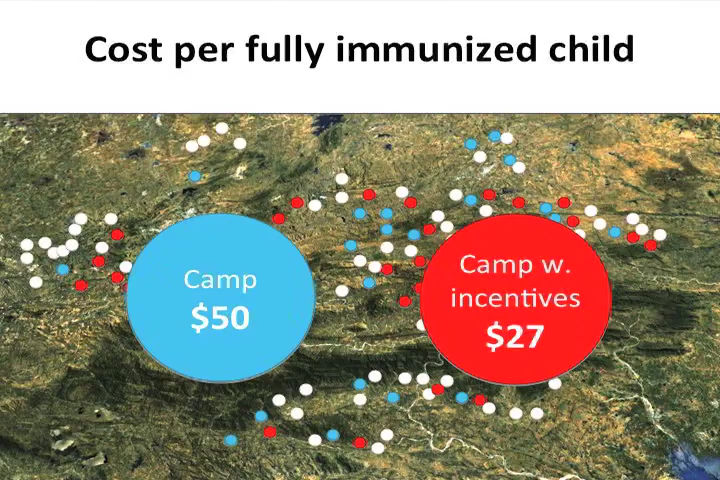 Cost per fully immunized child
Camp
$50
Camp w.
incentives
$27